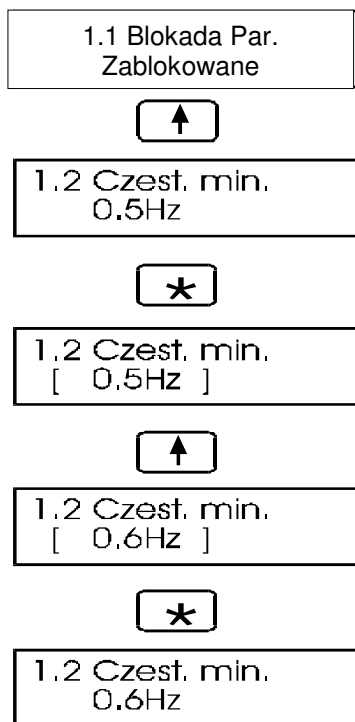 1.1 Blokada Par.
Zablokowane
1.2 Czest. min.
0.5Hz
*
1.2 Czest. min.
[ 0.5Hz ]
1.2 Czest. min.
[ 0.6Hz ]
*
1.2 Czest. min.
0.6Hz